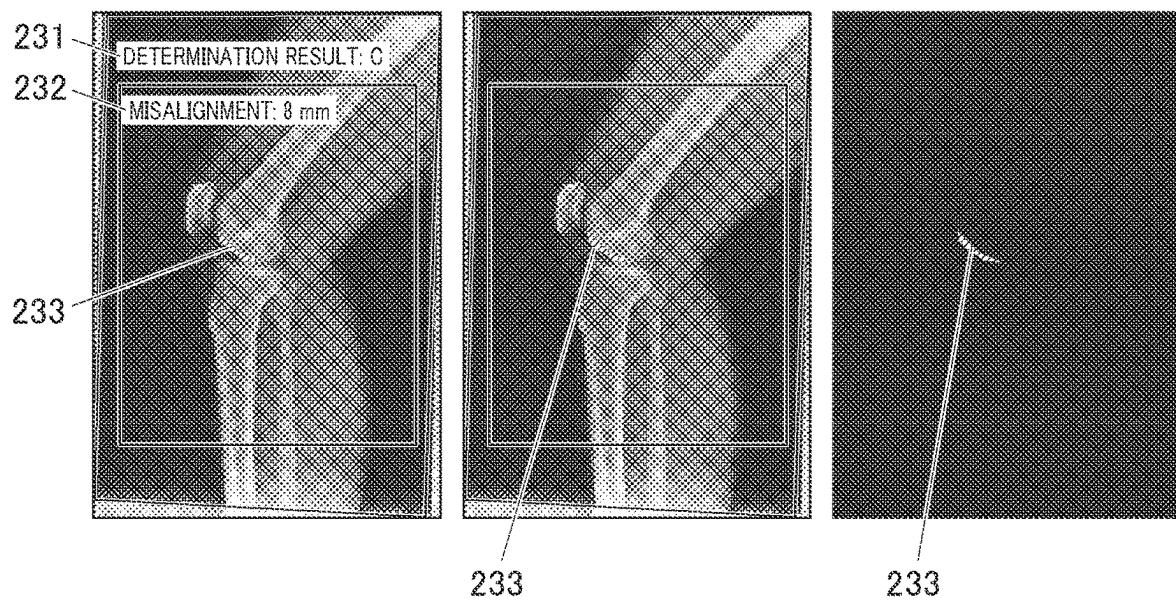 231
DETERMINATION RESULT: C
232
MISALIGNMENT: 8 mm
233
233
233